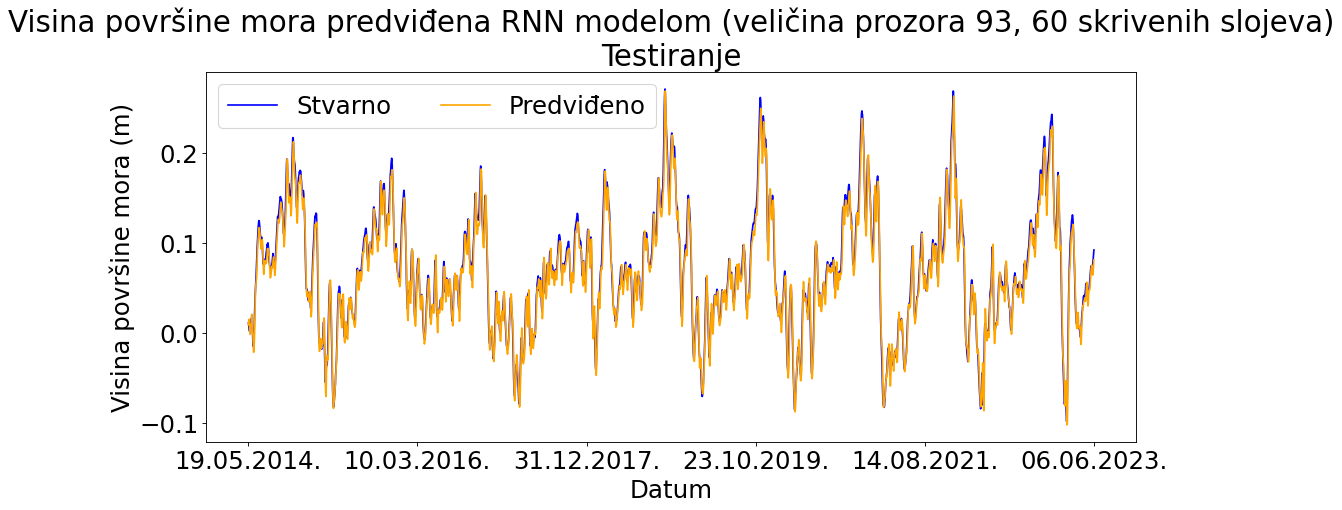 Visina površine mora predviđena RNN modelom (veličina prozora 93, 60 skrivenih slojeva)
Testiranje
Stvarno
Predviđeno
Visina površine mora (m)
0.2
0.1
0.0
−0.1
19.05.2014.
10.03.2016.
31.12.2017.
23.10.2019.
14.08.2021.
06.06.2023.
Datum